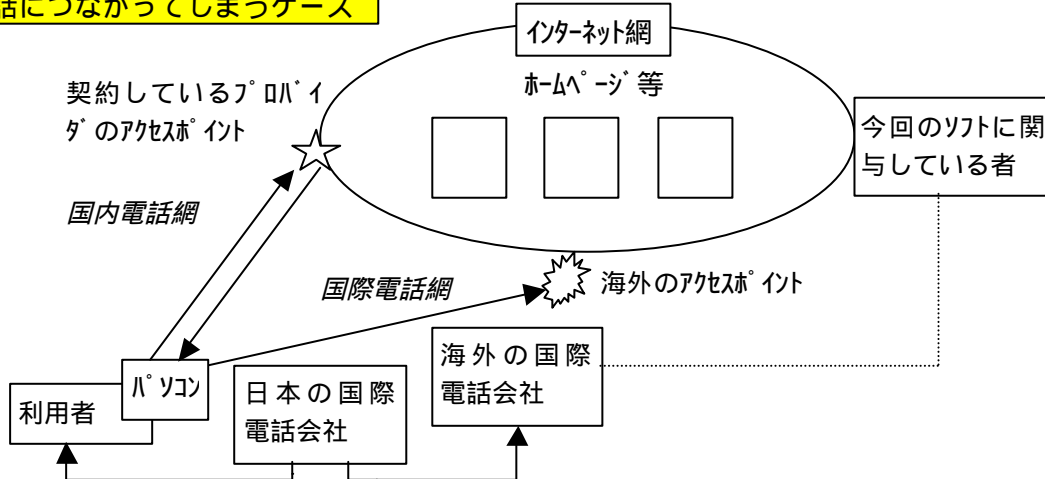 話につながってしまうケース
インターネット網
ホームページ等
契約しているプロバイ
ダのアクセスポイント
今回のソフトに関
与している者
国内電話網
国際電話網
海外のアクセスポイント
海外の国際
電話会社
パソコン
利用者
日本の国際
電話会社